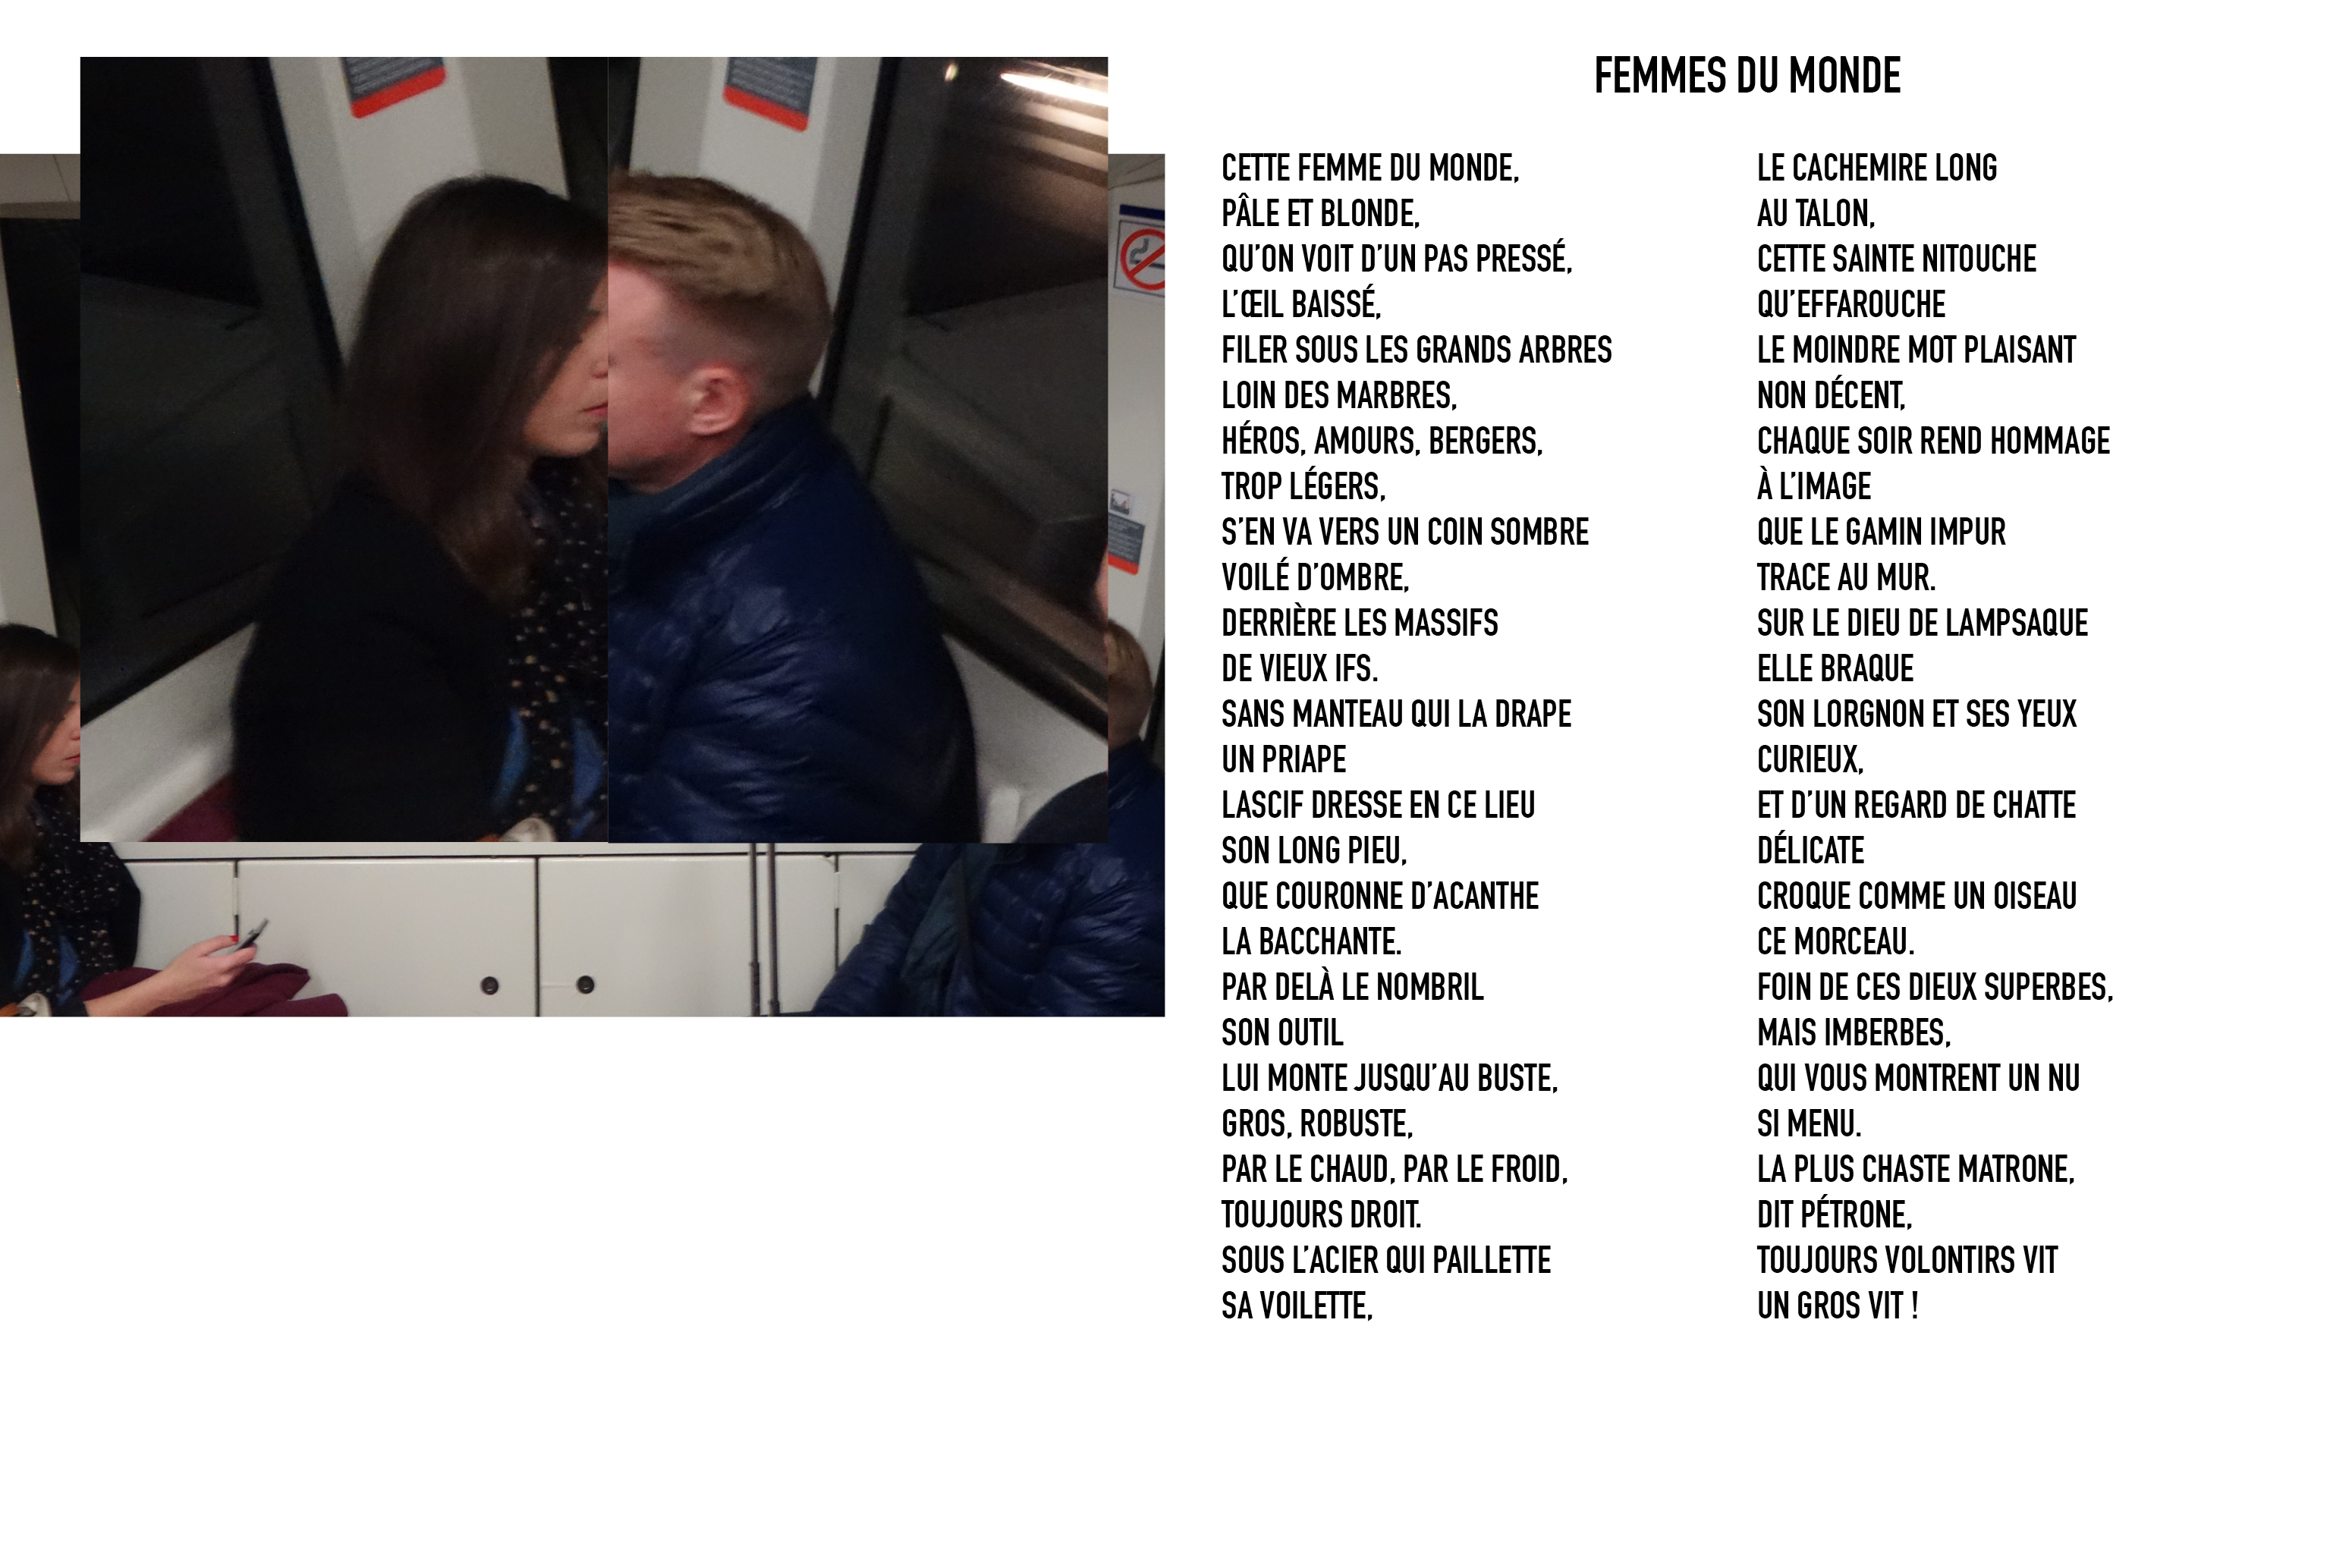 FEMMES DU MONDE
CETTE FEMME DU MONDE,
PÂLE ET BLONDE,
QU’ON VOIT D’UN PAS PRESSÉ,
L’ŒIL BAISSÉ,
FILER SOUS LES GRANDS ARBRES
LOIN DES MARBRES,
HÉROS, AMOURS, BERGERS,
TROP LÉGERS,
S’EN VA VERS UN COIN SOMBRE
VOILÉ D’OMBRE,
DERRIÈRE LES MASSIFS
DE VIEUX IFS.
SANS MANTEAU QUI LA DRAPE
UN PRIAPE
LASCIF DRESSE EN CE LIEU
SON LONG PIEU,
QUE COURONNE D’ACANTHE
LA BACCHANTE.
PAR DELÀ LE NOMBRIL
SON OUTIL
LUI MONTE JUSQU’AU BUSTE,
GROS, ROBUSTE,
PAR LE CHAUD, PAR LE FROID,
TOUJOURS DROIT.
SOUS L’ACIER QUI PAILLETTE
SA VOILETTE,
LE CACHEMIRE LONG
AU TALON,
CETTE SAINTE NITOUCHE
QU’EFFAROUCHE
LE MOINDRE MOT PLAISANT
NON DÉCENT,
CHAQUE SOIR REND HOMMAGE
À L’IMAGE
QUE LE GAMIN IMPUR
TRACE AU MUR.
SUR LE DIEU DE LAMPSAQUE
ELLE BRAQUE
SON LORGNON ET SES YEUX
CURIEUX,
ET D’UN REGARD DE CHATTE
DÉLICATE
CROQUE COMME UN OISEAU
CE MORCEAU.
FOIN DE CES DIEUX SUPERBES,
MAIS IMBERBES,
QUI VOUS MONTRENT UN NU
SI MENU.
LA PLUS CHASTE MATRONE,
DIT PÉTRONE,
TOUJOURS VOLONTIRS VIT
UN GROS VIT !